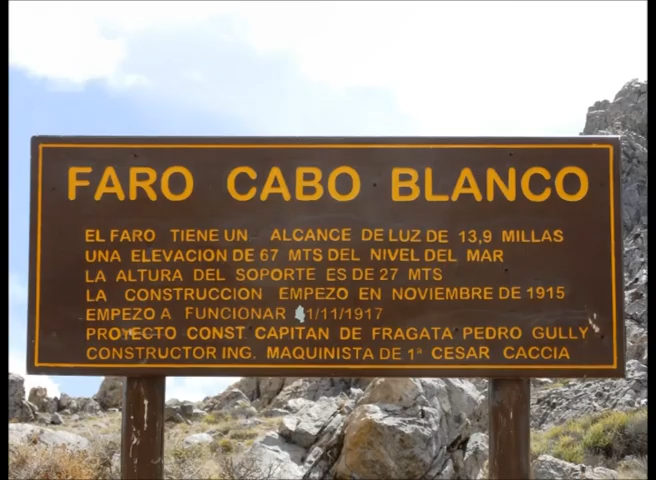 FARO CABO BLANCO
EL FARO TIENE UN ALCANCE DE LUZ DE 13,9 MILLAS
UNA ELEVACION DE 67 MTS DEL NIVEL DEL MAR
LA ALTURA DEL SOPORTE ES DE 27 MTS
LA CONSTRUCCION EMPEZO EN NOVIEMBRE DE 1915
EMPEZO A FUNCIONAR 1/11/1917
PROYECTO CONST. CAPITAN DE FRAGATA PEDRO GULLY
CONSTRUCTOR ING. MAQUINISTA DE 1ª CESAR CACCIA